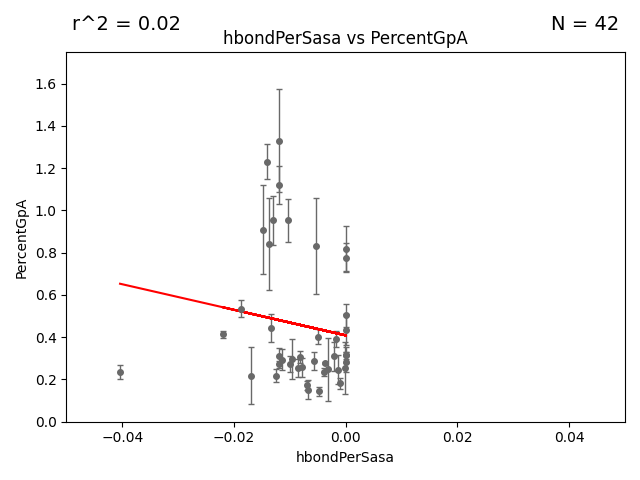 r^2 = 0.02
N = 42
hbondPerSasa vs PercentGpA
PercentGpA
1.6
1.4
1.2
1.0
0.8
0.6
0.4
0.2
0.0
−0.04
−0.02
0.00
0.02
0.04
hbondPerSasa